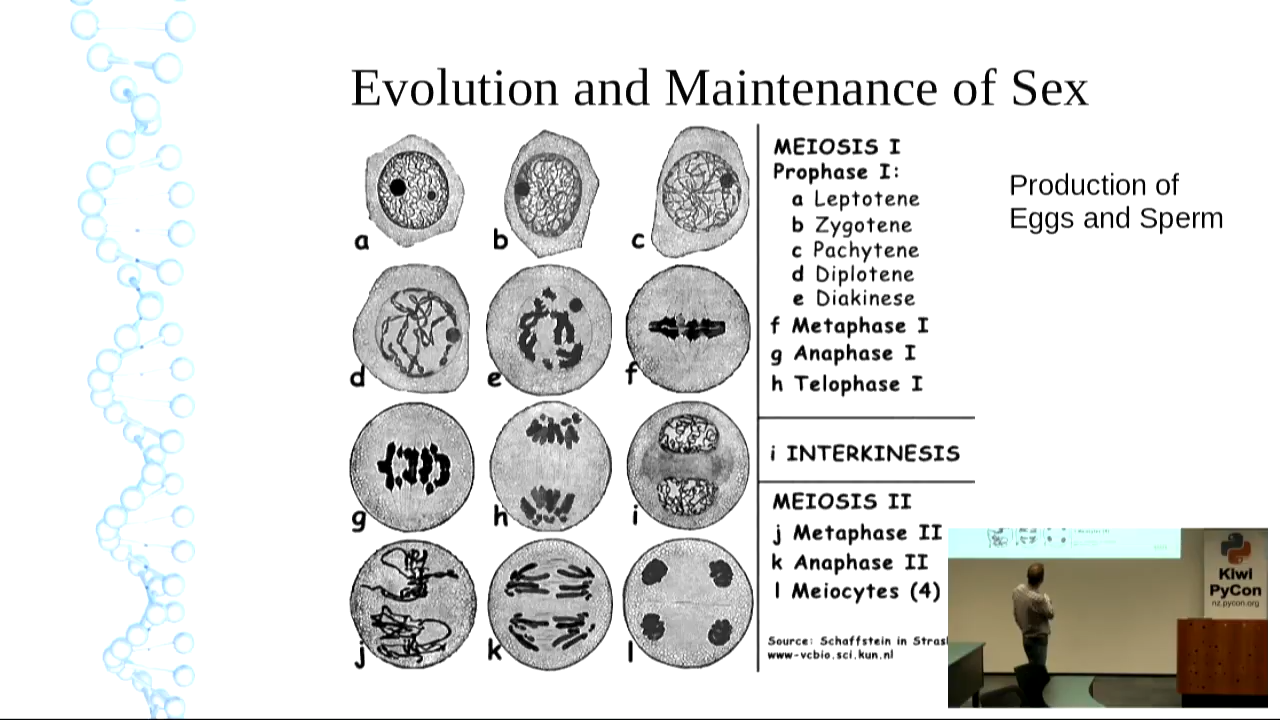 Evolution and Maintenance of Sex
a
b
c
d
e
f
g
h
i
j
k
l
MEIOSIS I
Prophase I:
a Leptotene
b Zygotene
c Pachytene
d Diplotene
e Diakinese
f Metaphase I
g Anaphase I
h Telophase I
i INTERKINESIS
MEIOSIS II
j Metaphase II
k Anaphase II
l Meiocytes (4)
Source: Schaffstein in
www-vcbio.sci.kun.nl
Production of
Eggs and Sperm
Kiwi
PyCon
nz.pycon.org